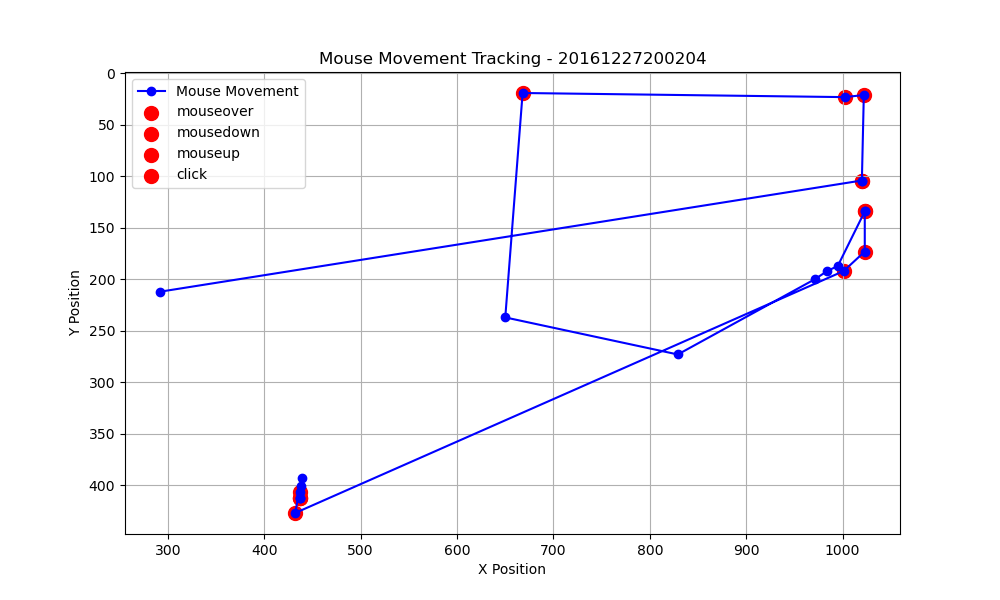 Mouse Movement Tracking - 20161227200204
Mouse Movement
mouseover
mousedown
mouseup
click
0
50
100
150
200
250
300
350
400
Y Position
300 400 500 600 700 800 900 1000
X Position